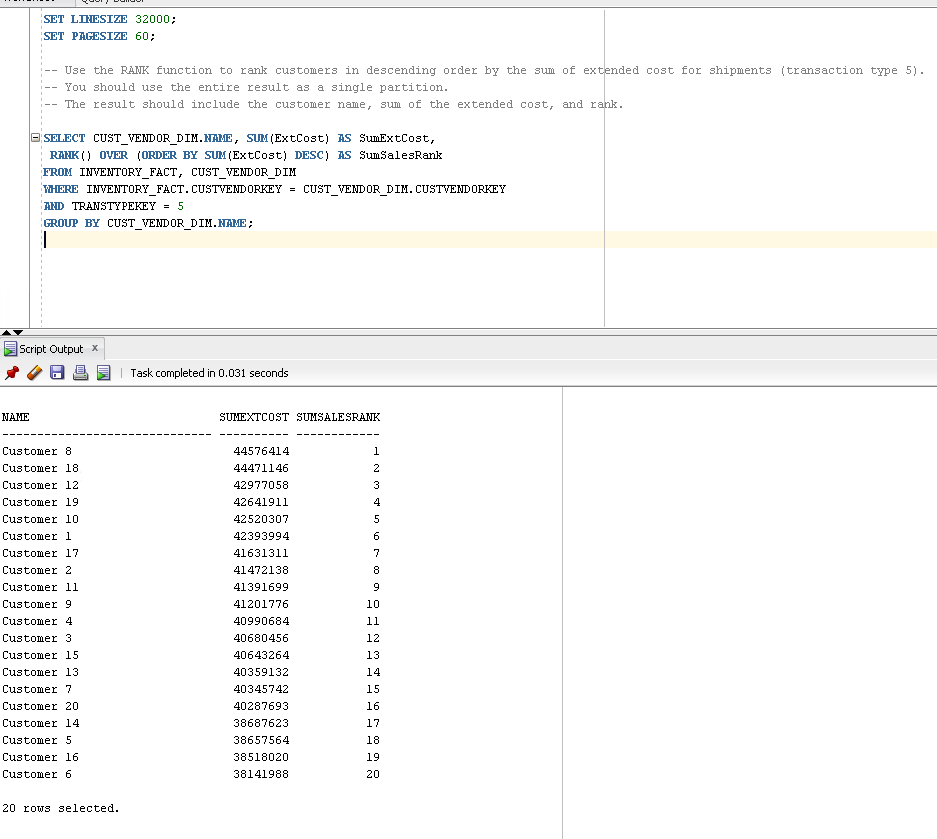 Query Builder
SET LINESIZE 32000;
SET PAGESIZE 60;
-- Use the RANK function to rank customers in descending order by the sum of extended cost for shipments (transaction type 5).
-- You should use the entire result as a single partition.
-- The result should include the customer name, sum of the extended cost, and rank.
SELECT CUST_VENDOR_DIM.NAME, SUM(ExtCost) AS SumExtCost,
RANK() OVER (ORDER BY SUM(ExtCost) DESC) AS SumSalesRank
FROM INVENTORY_FACT, CUST_VENDOR_DIM
WHERE INVENTORY_FACT.CUSTVENDORKEY = CUST_VENDOR_DIM.CUSTVENDORKEY
AND TRANSTYPEKEY = 5
GROUP BY CUST_VENDOR_DIM.NAME;
Script Output x
Task completed in 0.031 seconds
NAME SUMEXTCOST SUMSALESRANK
------------------------------ ---------- ------------
Customer 8 44576414 1
Customer 18 44471146 2
Customer 12 42977058 3
Customer 19 42641911 4
Customer 10 42520307 5
Customer 1 42393994 6
Customer 17 41631311 7
Customer 2 41472138 8
Customer 11 41391699 9
Customer 9 41201776 10
Customer 4 40990684 11
Customer 3 40680456 12
Customer 15 40643264 13
Customer 13 40359132 14
Customer 7 40345742 15
Customer 20 40287693 16
Customer 14 38687623 17
Customer 5 38657564 18
Customer 16 38518020 19
Customer 6 38141988 20
20 rows selected.